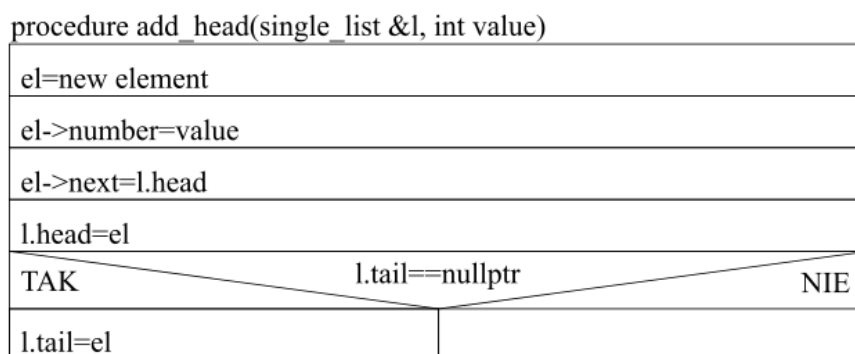 procedure add_head(single_list &l, int value)
el=new element
el->number=value
el->next=l.head
l.head=el
TAK l.tail==nullptr NIE
l.tail=el